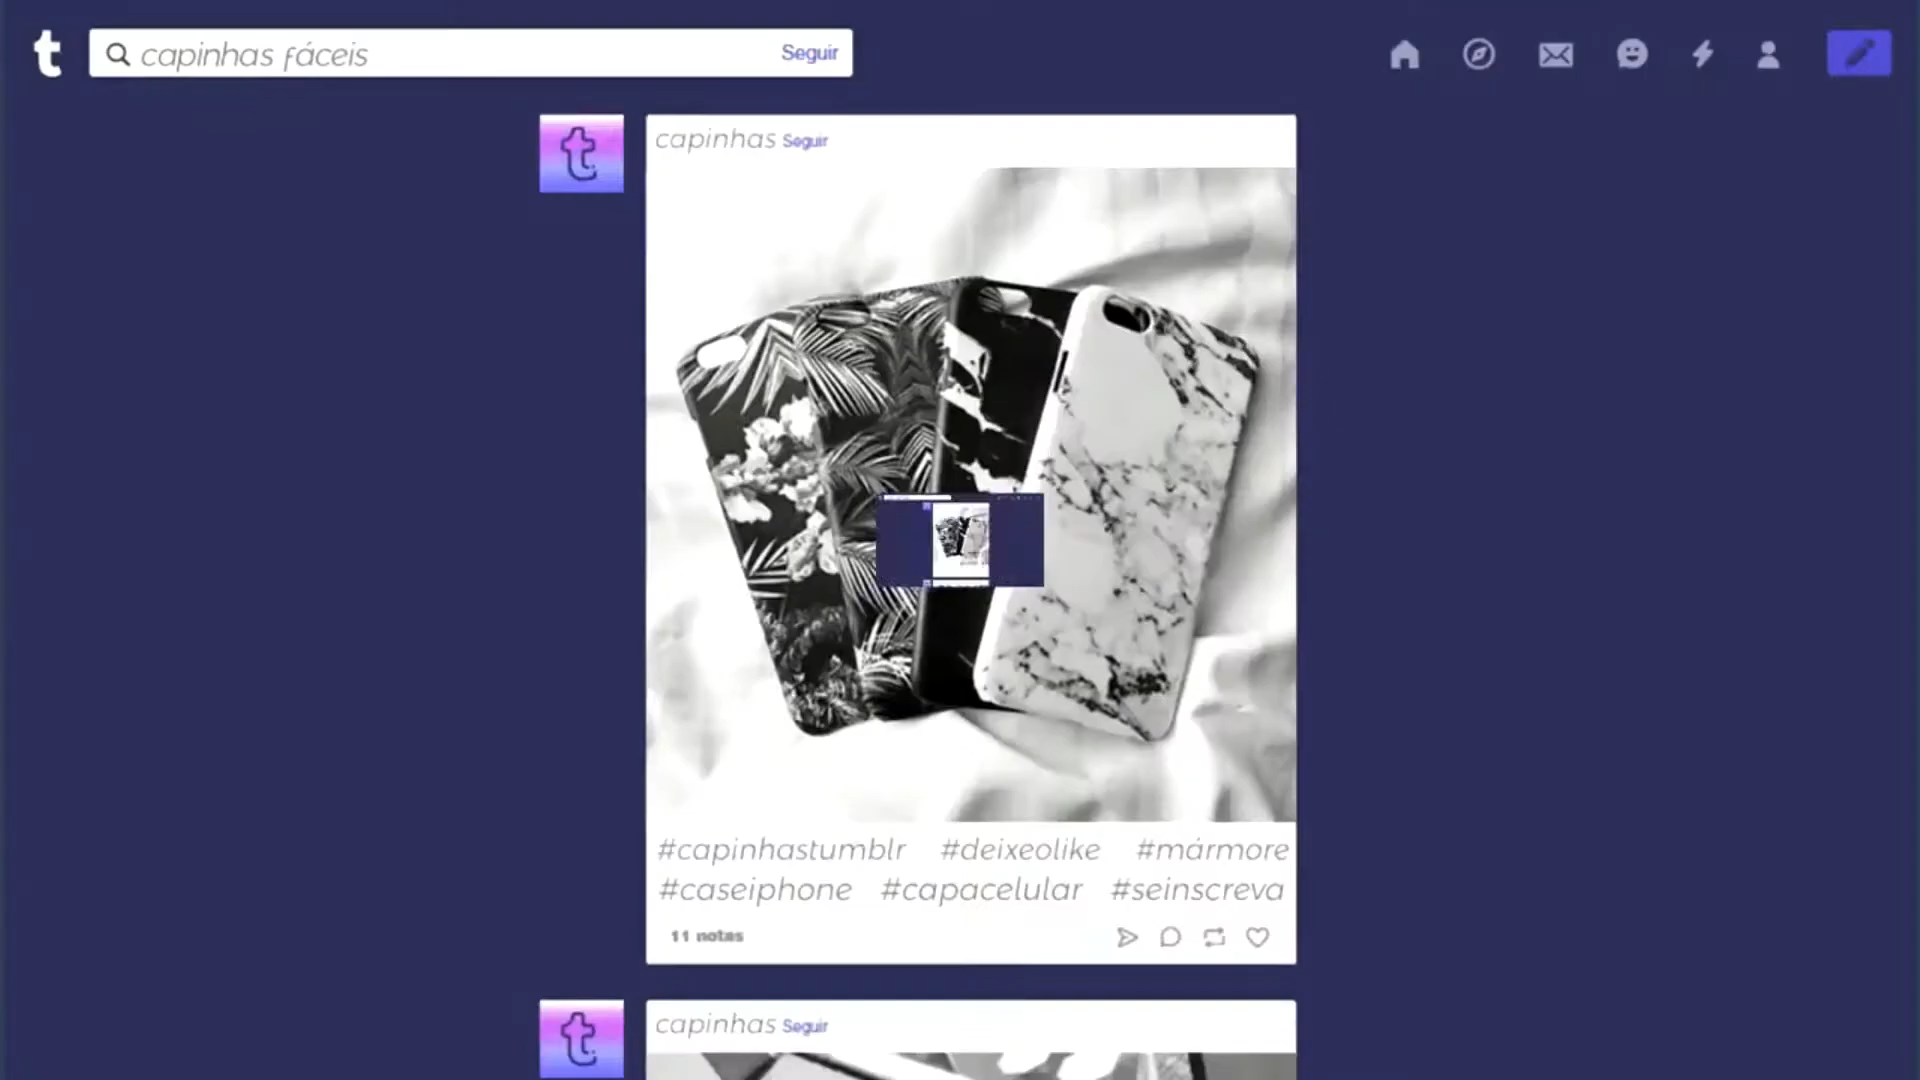 t capinhas fáceis Seguir
t
capinhas Seguir
#capinhastumblr #deixeolike #mármore
#caseiphone #capacelular #seinscreva
11 notas
t
capinhas Seguir